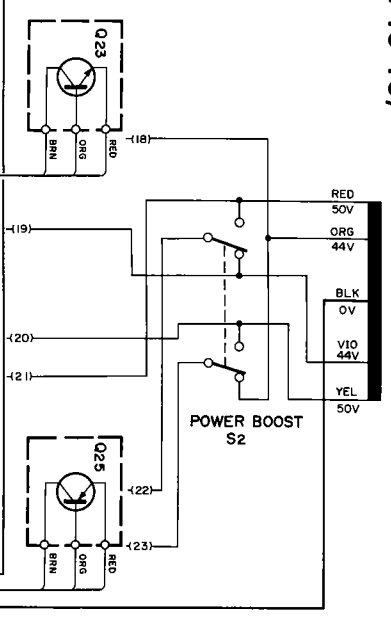 Q23
BRN
ORG
RED
(18)
RED
50V
(19)
ORG
44V
BLK
0V
(20)
VIO
44V
(21)
YEL
50V
POWER BOOST
S2
Q25
(22)
(23)
BRN
ORG
RED